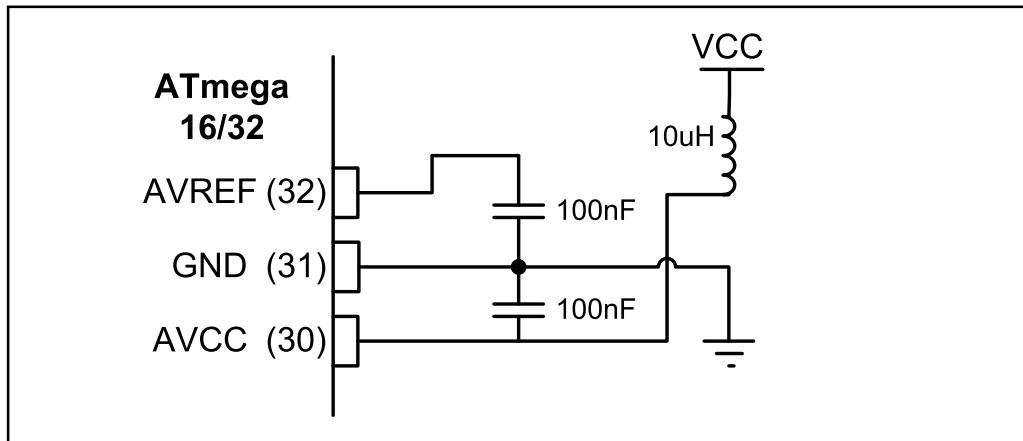 VCC
ATmega
16/32
10uH
AVREF (32)
100nF
GND (31)
100nF
AVCC (30)